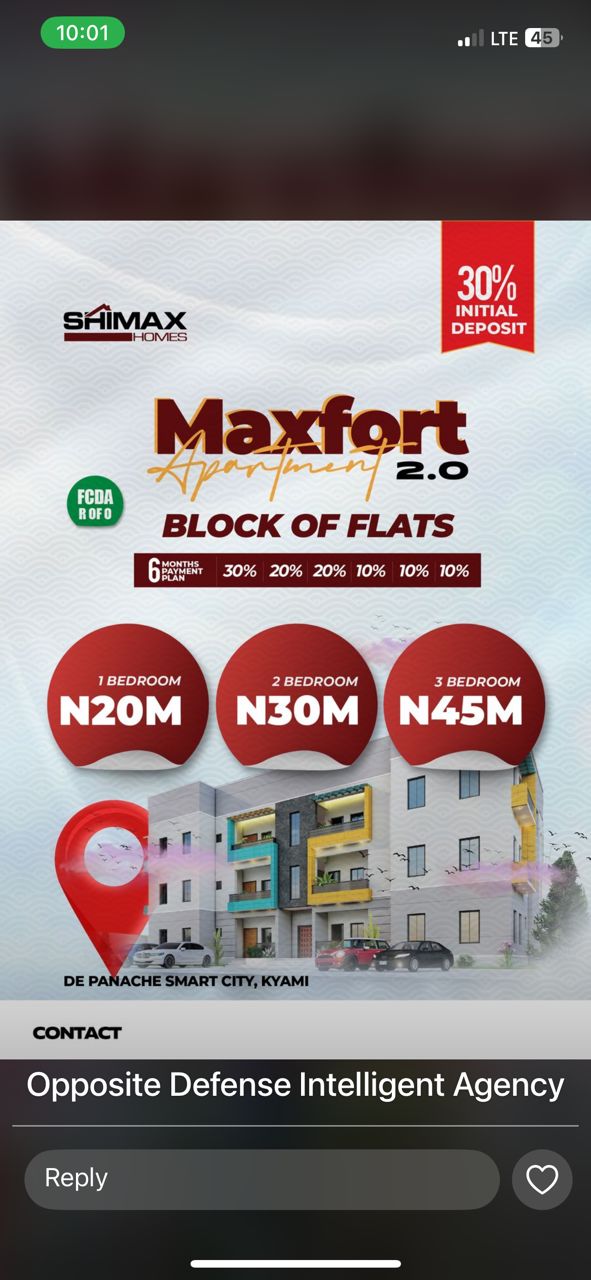 10:01
LTE 45
30%
INITIAL
DEPOSIT
SHIMAX
HOMES
Maxfort
Apartment 2.0
FCDA
R OF O
BLOCK OF FLATS
6 MONTHS PAYMENT PLAN 30% 20% 20% 10% 10% 10%
1 BEDROOM
N20M
2 BEDROOM
N30M
3 BEDROOM
N45M
DE PANACHE SMART CITY, KYAMI
CONTACT
Opposite Defense Intelligent Agency
Reply